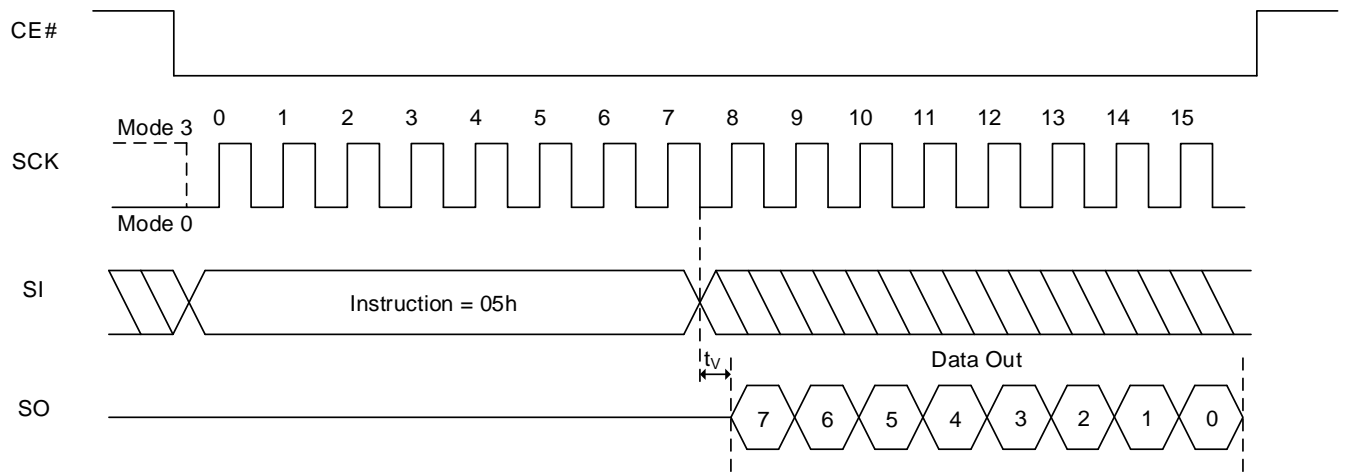 CE#
Mode 3 0 1 2 3 4 5 6 7 8 9 10 11 12 13 14 15
SCK
Mode 0
SI Instruction = 05h
tV Data Out
SO 7 6 5 4 3 2 1 0